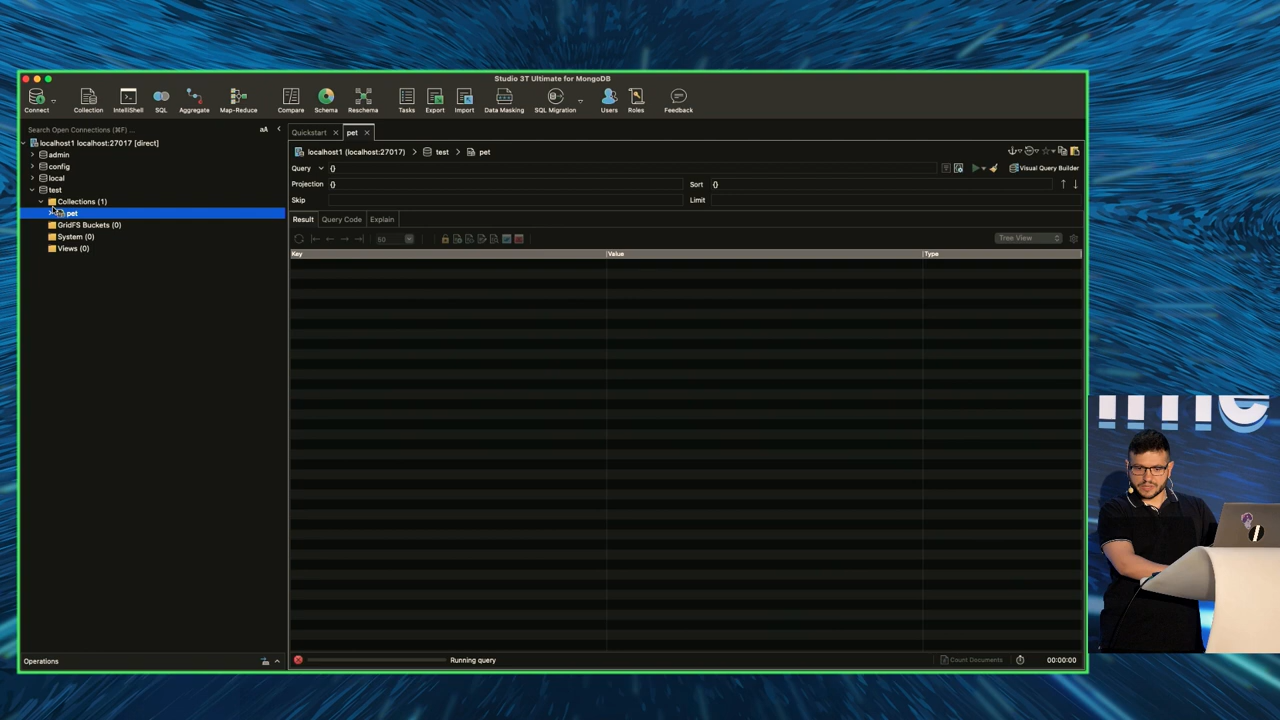 Studio 3T Ultimate for MongoDB
Connect
Collection
IntelliShell
SQL
Aggregate
Map-Reduce
Compare
Schema
Reschema
Tasks
Export
Import
Data Masking
SQL Migration
Users
Roles
Feedback
Search Open Connections (⌘F) ...
aA
localhost1 localhost:27017 [direct]
admin
config
local
test
Collections (1)
pet
GridFS Buckets (0)
System (0)
Views (0)
Operations
Quickstart
pet
localhost1 (localhost:27017) > test > pet
Query {}
Visual Query Builder
Projection {}
Sort {}
Skip
Limit
Result Query Code Explain
50
Tree View
Key Value Type
Running query
Count Documents
00:00:00